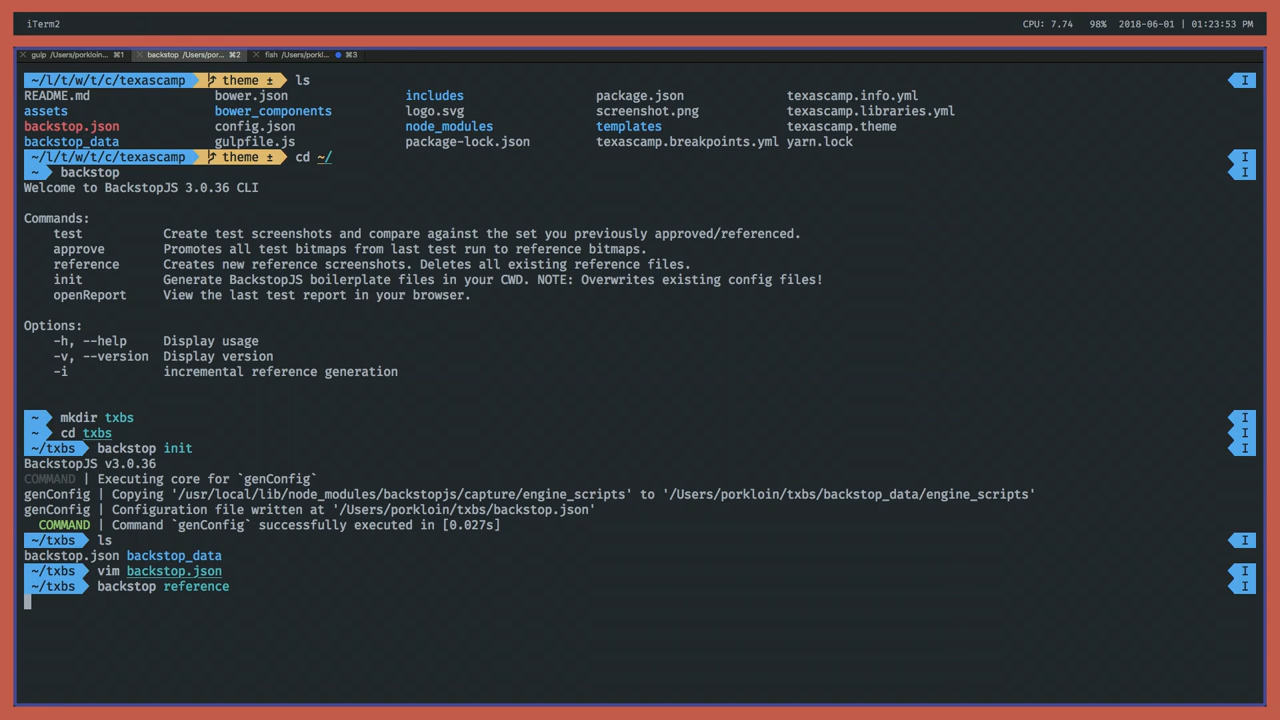 iTerm2 CPU: 7.74 98% 2018-06-01 | 01:23:53 PM
gulp /Users/porkloin... ⌘1 backstop /Users/por... ⌘2 fish /Users/porkl... ⌘3
~/l/t/w/t/c/texascamp theme ± ls I
README.md bower.json includes package.json texascamp.info.yml
assets bower_components logo.svg screenshot.png texascamp.libraries.yml
backstop.json config.json node_modules templates texascamp.theme
backstop_data gulpfile.js package-lock.json texascamp.breakpoints.yml yarn.lock
~/l/t/w/t/c/texascamp theme ± cd ~/ I
~ backstop I
Welcome to BackstopJS 3.0.36 CLI
Commands:
test Create test screenshots and compare against the set you previously approved/referenced.
approve Promotes all test bitmaps from last test run to reference bitmaps.
reference Creates new reference screenshots. Deletes all existing reference files.
init Generate BackstopJS boilerplate files in your CWD. NOTE: Overwrites existing config files!
openReport View the last test report in your browser.
Options:
-h, --help Display usage
-v, --version Display version
-i incremental reference generation
~ mkdir txbs I
~ cd txbs I
~/txbs backstop init I
BackstopJS v3.0.36
COMMAND | Executing core for `genConfig`
genConfig | Copying '/usr/local/lib/node_modules/backstopjs/capture/engine_scripts' to '/Users/porkloin/txbs/backstop_data/engine_scripts'
genConfig | Configuration file written at '/Users/porkloin/txbs/backstop.json'
COMMAND | Command `genConfig` successfully executed in [0.027s]
~/txbs ls I
backstop.json backstop_data
~/txbs vim backstop.json I
~/txbs backstop reference I